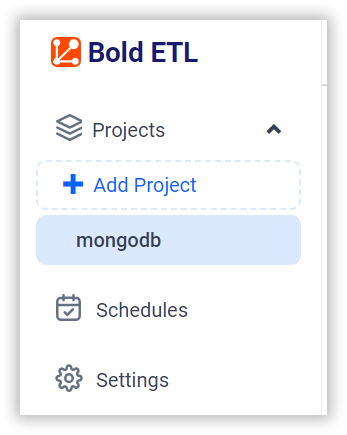 Bold ETL
Projects
Add Project
mongodb
Schedules
Settings